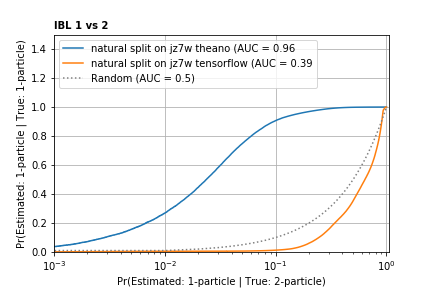 IBL 1 vs 2
Pr(Estimated: 1-particle | True: 1-particle)
1.4
1.2
1.0
0.8
0.6
0.4
0.2
0.0
natural split on jz7w theano (AUC = 0.96
natural split on jz7w tensorflow (AUC = 0.39
Random (AUC = 0.5)
10⁻³ 10⁻² 10⁻¹ 10⁰
Pr(Estimated: 1-particle | True: 2-particle)